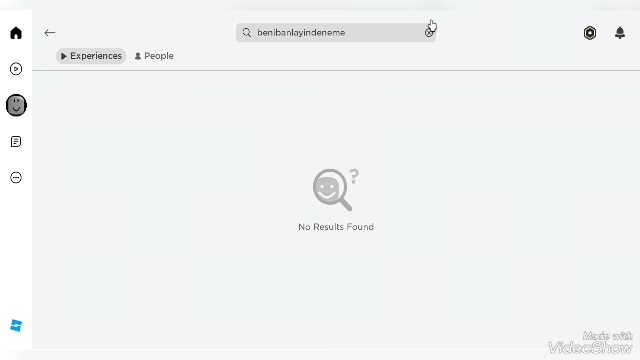 benibanlayindeneme
Experiences
People
?
No Results Found
Made with
VideoShow